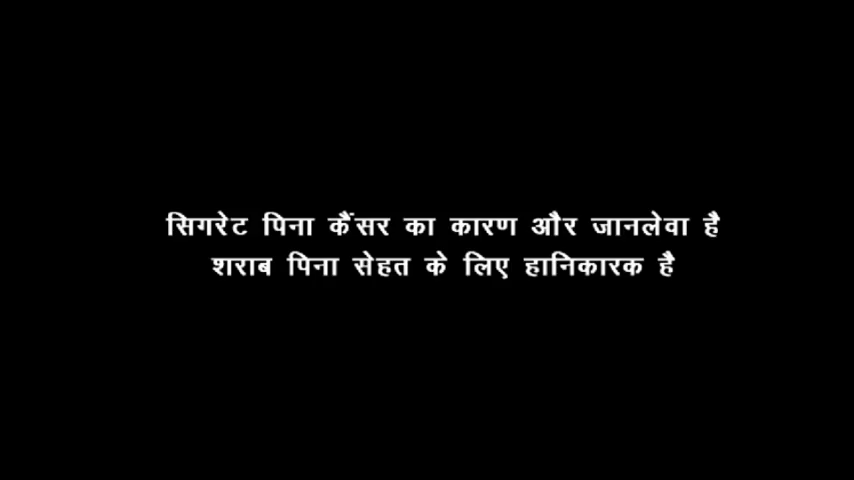 सिगरेट पिना कैंसर का कारण और जानलेवा है
शराब पिना सेहत के लिए हानिकारक है